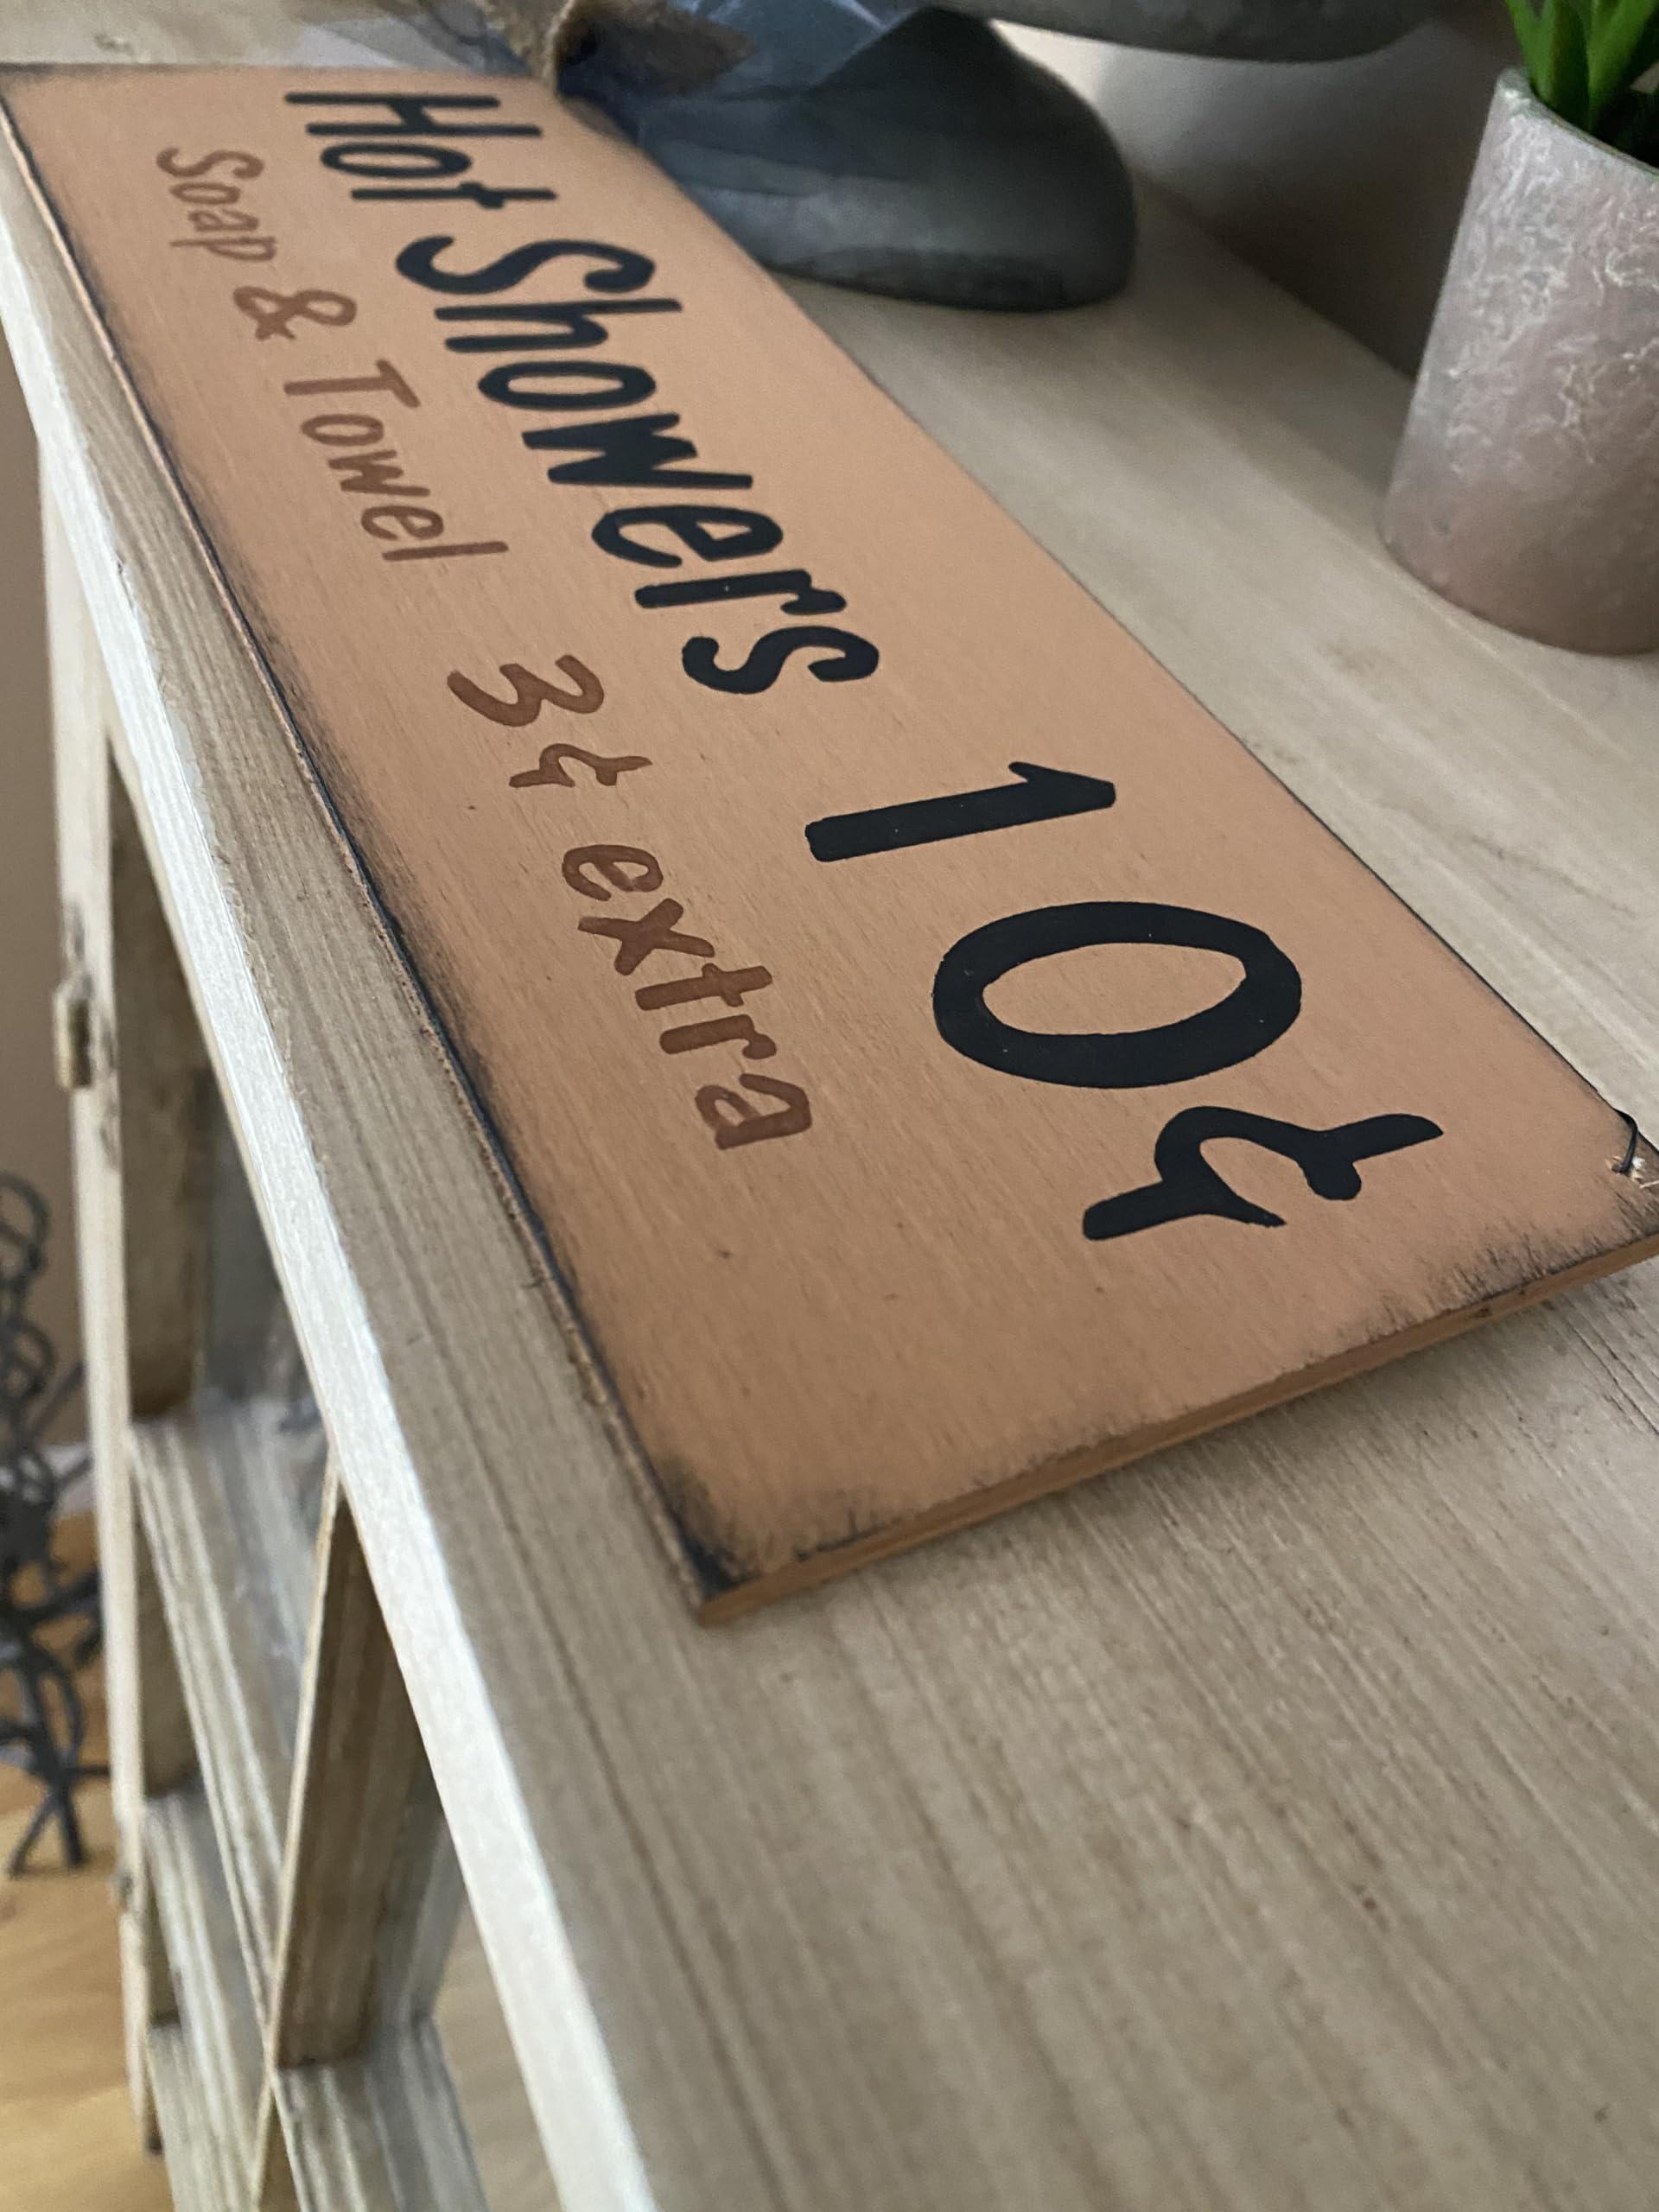 Hot Showers 10¢
Soap & Towel 3¢ extra